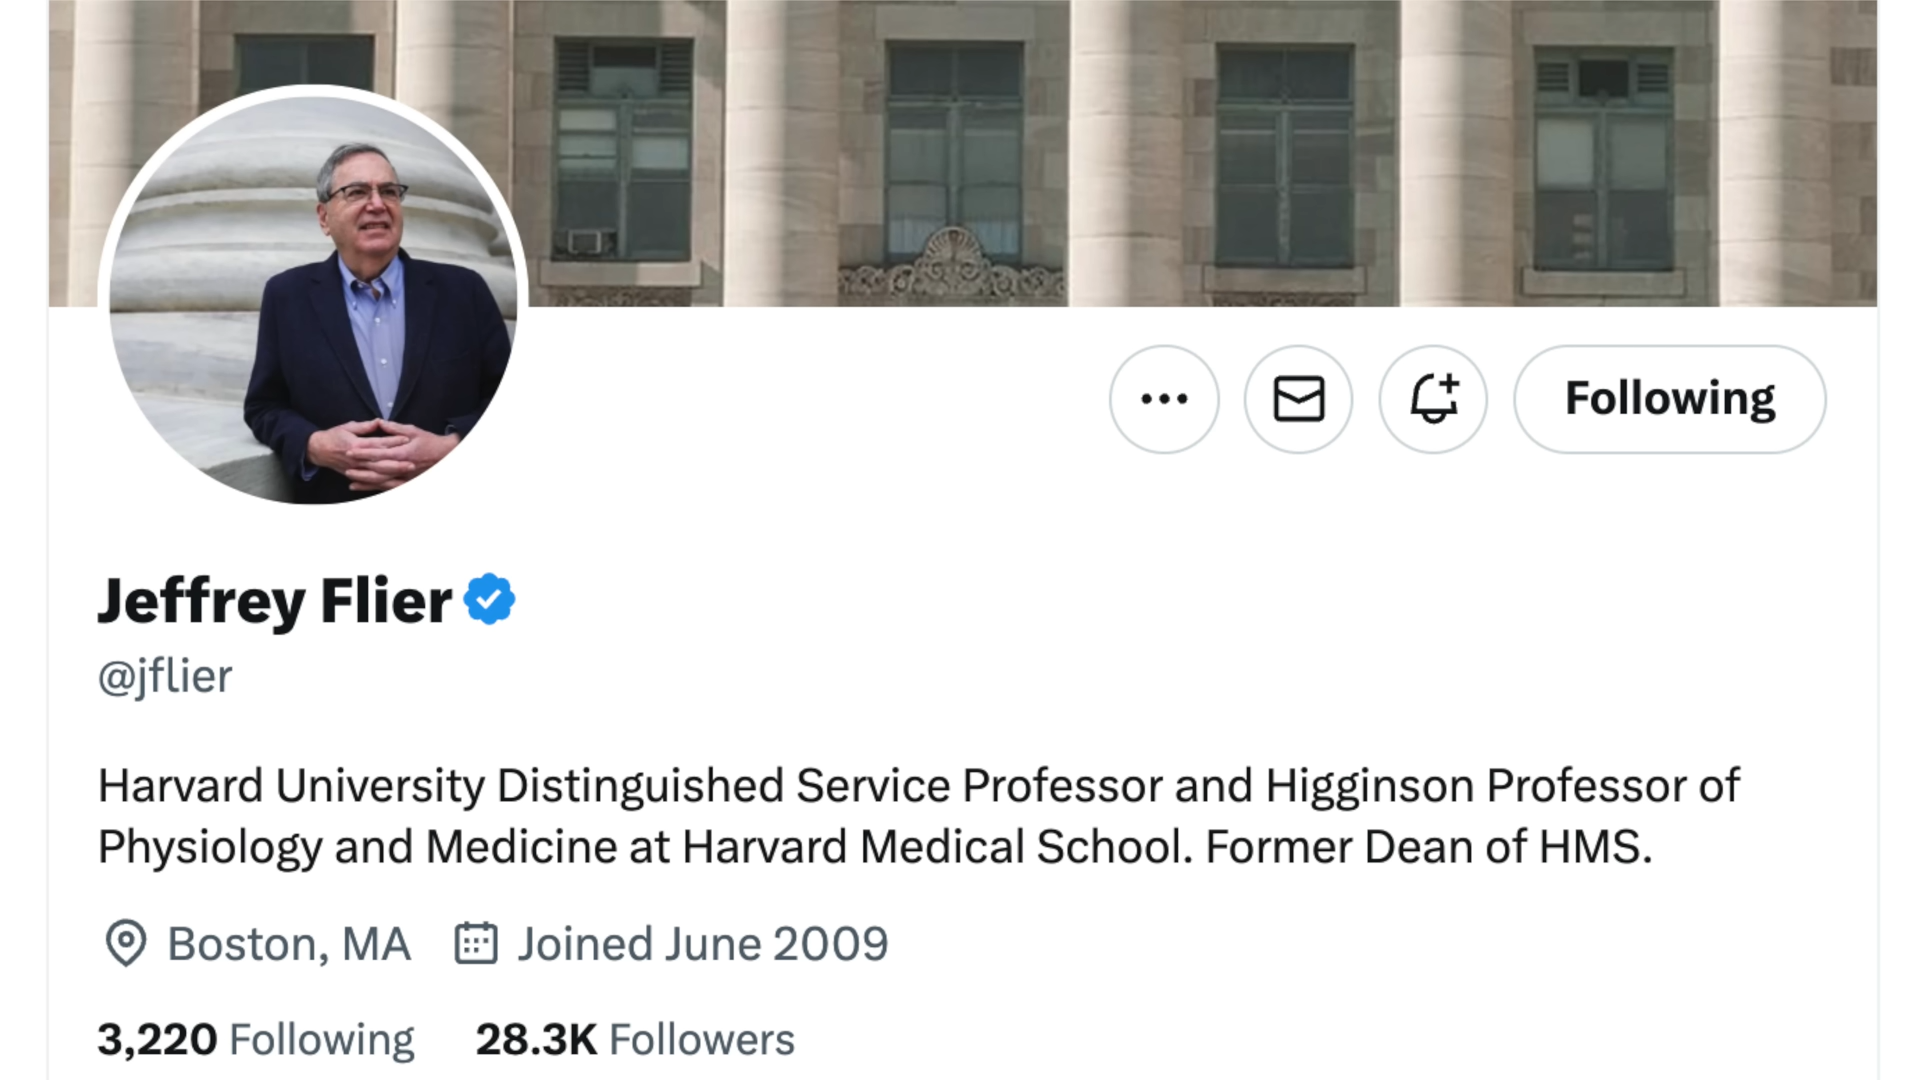 Following
Jeffrey Flier
@jflier
Harvard University Distinguished Service Professor and Higginson Professor of
Physiology and Medicine at Harvard Medical School. Former Dean of HMS.
Boston, MA Joined June 2009
3,220 Following 28.3K Followers